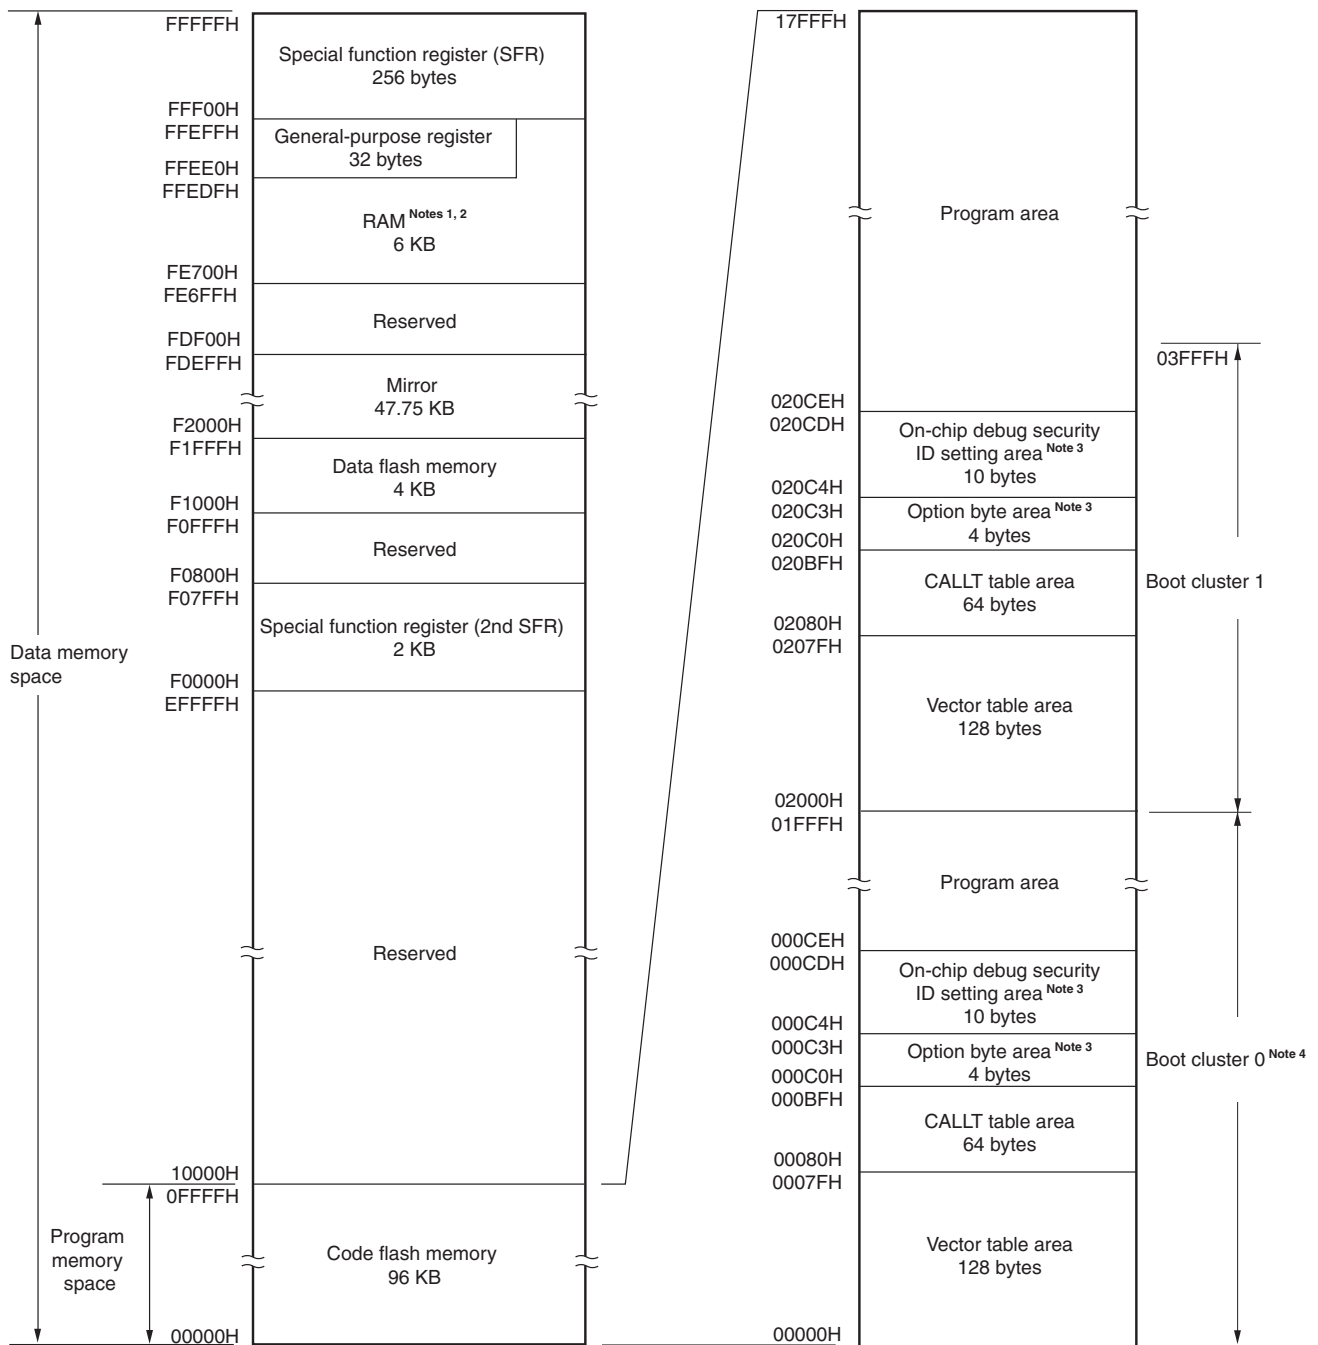 FFFFFH
Special function register (SFR)
256 bytes
FFF00H
FFEFFH
General-purpose register
32 bytes
FFEE0H
FFEDFH
RAM Notes 1, 2
6 KB
FE700H
FE6FFH
Reserved
FDF00H
FDEFFH
Mirror
47.75 KB
F2000H
F1FFFH
Data flash memory
4 KB
F1000H
F0FFFH
Reserved
F0800H
F07FFH
Special function register (2nd SFR)
2 KB
F0000H
EFFFFH
Data memory
space
Reserved
10000H
0FFFFH
Program
memory
space
Code flash memory
96 KB
00000H
17FFFH
Program area
03FFFH
020CEH
020CDH
On-chip debug security
ID setting area Note 3
10 bytes
020C4H
020C3H
Option byte area Note 3
4 bytes
020C0H
020BFH
CALLT table area
64 bytes
Boot cluster 1
02080H
0207FH
Vector table area
128 bytes
02000H
01FFFH
Program area
000CEH
000CDH
On-chip debug security
ID setting area Note 3
10 bytes
000C4H
000C3H
Option byte area Note 3
4 bytes
Boot cluster 0 Note 4
000C0H
000BFH
CALLT table area
64 bytes
00080H
0007FH
Vector table area
128 bytes
00000H